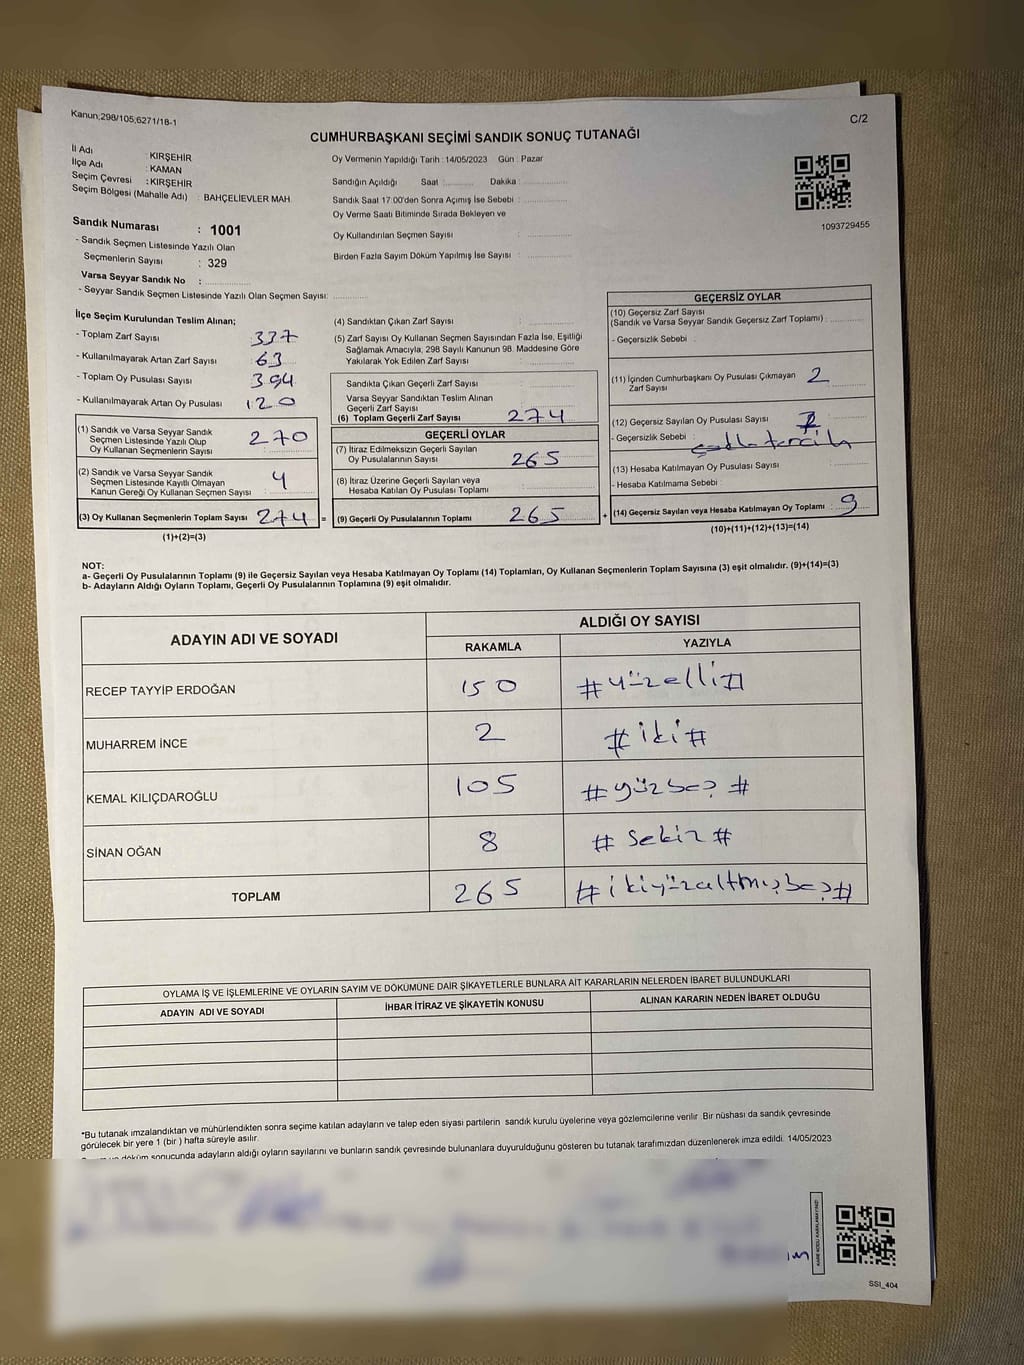 Kanun;298/105;6271/18-1
C/2
CUMHURBAŞKANI SEÇİMİ SANDIK SONUÇ TUTANAĞI
İl Adı : KIRŞEHİR
İlçe Adı : KAMAN
Seçim Çevresi : KIRŞEHİR
Seçim Bölgesi (Mahalle Adı) : BAHÇELİEVLER MAH.
Sandık Numarası : 1001
- Sandık Seçmen Listesinde Yazılı Olan
Seçmenlerin Sayısı : 329
Varsa Seyyar Sandık No :
- Seyyar Sandık Seçmen Listesinde Yazılı Olan Seçmen Sayısı:
Oy Vermenin Yapıldığı Tarih : 14/05/2023 Gün : Pazar
Sandığın Açıldığı Saat : Dakika :
Sandık Saat 17:00'den Sonra Açımış İse Sebebi :
Oy Verme Saati Bitiminde Sırada Bekleyen ve
Oy Kullandırılan Seçmen Sayısı :
Birden Fazla Sayım Döküm Yapılmış İse Sayısı :
1093729455
İlçe Seçim Kurulundan Teslim Alınan;
- Toplam Zarf Sayısı : 337
- Kullanılmayarak Artan Zarf Sayısı : 63
- Toplam Oy Pusulası Sayısı : 394
- Kullanılmayarak Artan Oy Pusulası : 120
(1) Sandık ve Varsa Seyyar Sandık
Seçmen Listesinde Yazılı Olup
Oy Kullanan Seçmenlerin Sayısı : 270
(2) Sandık ve Varsa Seyyar Sandık
Seçmen Listesinde Kayıtlı Olmayan
Kanun Gereği Oy Kullanan Seçmen Sayısı : 4
(3) Oy Kullanan Seçmenlerin Toplam Sayısı : 274 =
(1)+(2)=(3)
(4) Sandıktan Çıkan Zarf Sayısı :
(5) Zarf Sayısı Oy Kullanan Seçmen Sayısından Fazla İse, Eşitliği
Sağlamak Amacıyla, 298 Sayılı Kanunun 98. Maddesine Göre
Yakılarak Yok Edilen Zarf Sayısı :
Sandıkta Çıkan Geçerli Zarf Sayısı :
Varsa Seyyar Sandıktan Teslim Alınan
Geçerli Zarf Sayısı :
(6) Toplam Geçerli Zarf Sayısı : 274
GEÇERLİ OYLAR
(7) İtiraz Edilmeksizin Geçerli Sayılan
Oy Pusulalarının Sayısı : 265
(8) İtiraz Üzerine Geçerli Sayılan veya
Hesaba Katılan Oy Pusulası Toplamı :
(9) Geçerli Oy Pusulalarının Toplamı : 265 +
GEÇERSİZ OYLAR
(10) Geçersiz Zarf Sayısı
(Sandık ve Varsa Seyyar Sandık Geçersiz Zarf Toplamı) :
- Geçersizlik Sebebi :
(11) İçinden Cumhurbaşkanı Oy Pusulası Çıkmayan 2
Zarf Sayısı
(12) Geçersiz Sayılan Oy Pusulası Sayısı : 7
- Geçersizlik Sebebi :
(13) Hesaba Katılmayan Oy Pusulası Sayısı :
- Hesaba Katılmama Sebebi :
(14) Geçersiz Sayılan veya Hesaba Katılmayan Oy Toplamı : 9
(10)+(11)+(12)+(13)=(14)
NOT:
a- Geçerli Oy Pusulalarının Toplamı (9) ile Geçersiz Sayılan veya Hesaba Katılmayan Oy Toplamı (14) Toplamları, Oy Kullanan Seçmenlerin Toplam Sayısına (3) eşit olmalıdır. (9)+(14)=(3)
b- Adayların Aldığı Oyların Toplamı, Geçerli Oy Pusulalarının Toplamına (9) eşit olmalıdır.
ADAYIN ADI VE SOYADI
ALDIĞI OY SAYISI
RAKAMLA YAZIYLA
RECEP TAYYİP ERDOĞAN 150 #yüzelli#
MUHARREM İNCE 2 #iki#
KEMAL KILIÇDAROĞLU 105 #yüzbeş#
SİNAN OĞAN 8 #sekiz#
TOPLAM 265 #ikiyüzaltmışbeş#
OYLAMA İŞ VE İŞLEMLERİNE VE OYLARIN SAYIM VE DÖKÜMÜNE DAİR ŞİKAYETLERLE BUNLARA AİT KARARLARIN NELERDEN İBARET BULUNDUKLARI
ADAYIN ADI VE SOYADI İHBAR İTİRAZ VE ŞİKAYETİN KONUSU ALINAN KARARIN NEDEN İBARET OLDUĞU
*Bu tutanak imzalandıktan ve mühürlendikten sonra seçime katılan adayların ve talep eden siyasi partilerin sandık kurulu üyelerine veya gözlemcilerine verilir Bir nüshası da sandık çevresinde
görülecek bir yere 1 (bir) hafta süreyle asılır.
döküm sonucunda adayların aldığı oyların sayılarını ve bunların sandık çevresinde bulunanlara duyurulduğunu gösteren bu tutanak tarafımızdan düzenlenerek imza edildi. 14/05/2023
KARE KODU KARALAMAYINIZ!
SSI_404